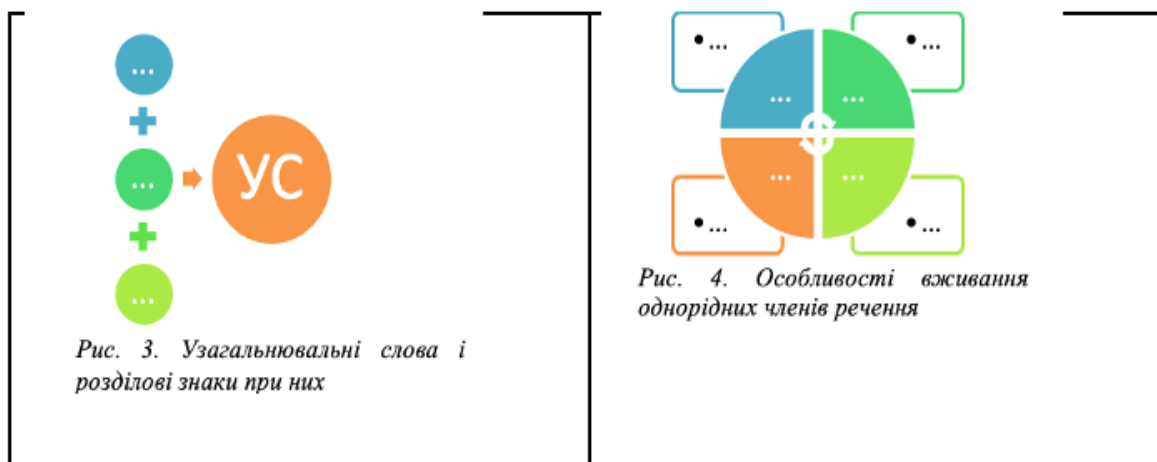 ...
...
...
УС
Рис. 3. Узагальнювальні слова і
розділові знаки при них
• ...
• ...
... ...
... ...
• ...
• ...
Рис. 4. Особливості вживання
однорідних членів речення